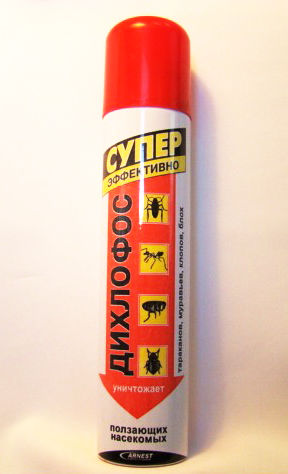 СУПЕР
ЭФФЕКТИВНО
ДИХЛОФОС
тараканов, муравьев, клопов, блох
уничтожает
ползающих
насекомых
ARNEST